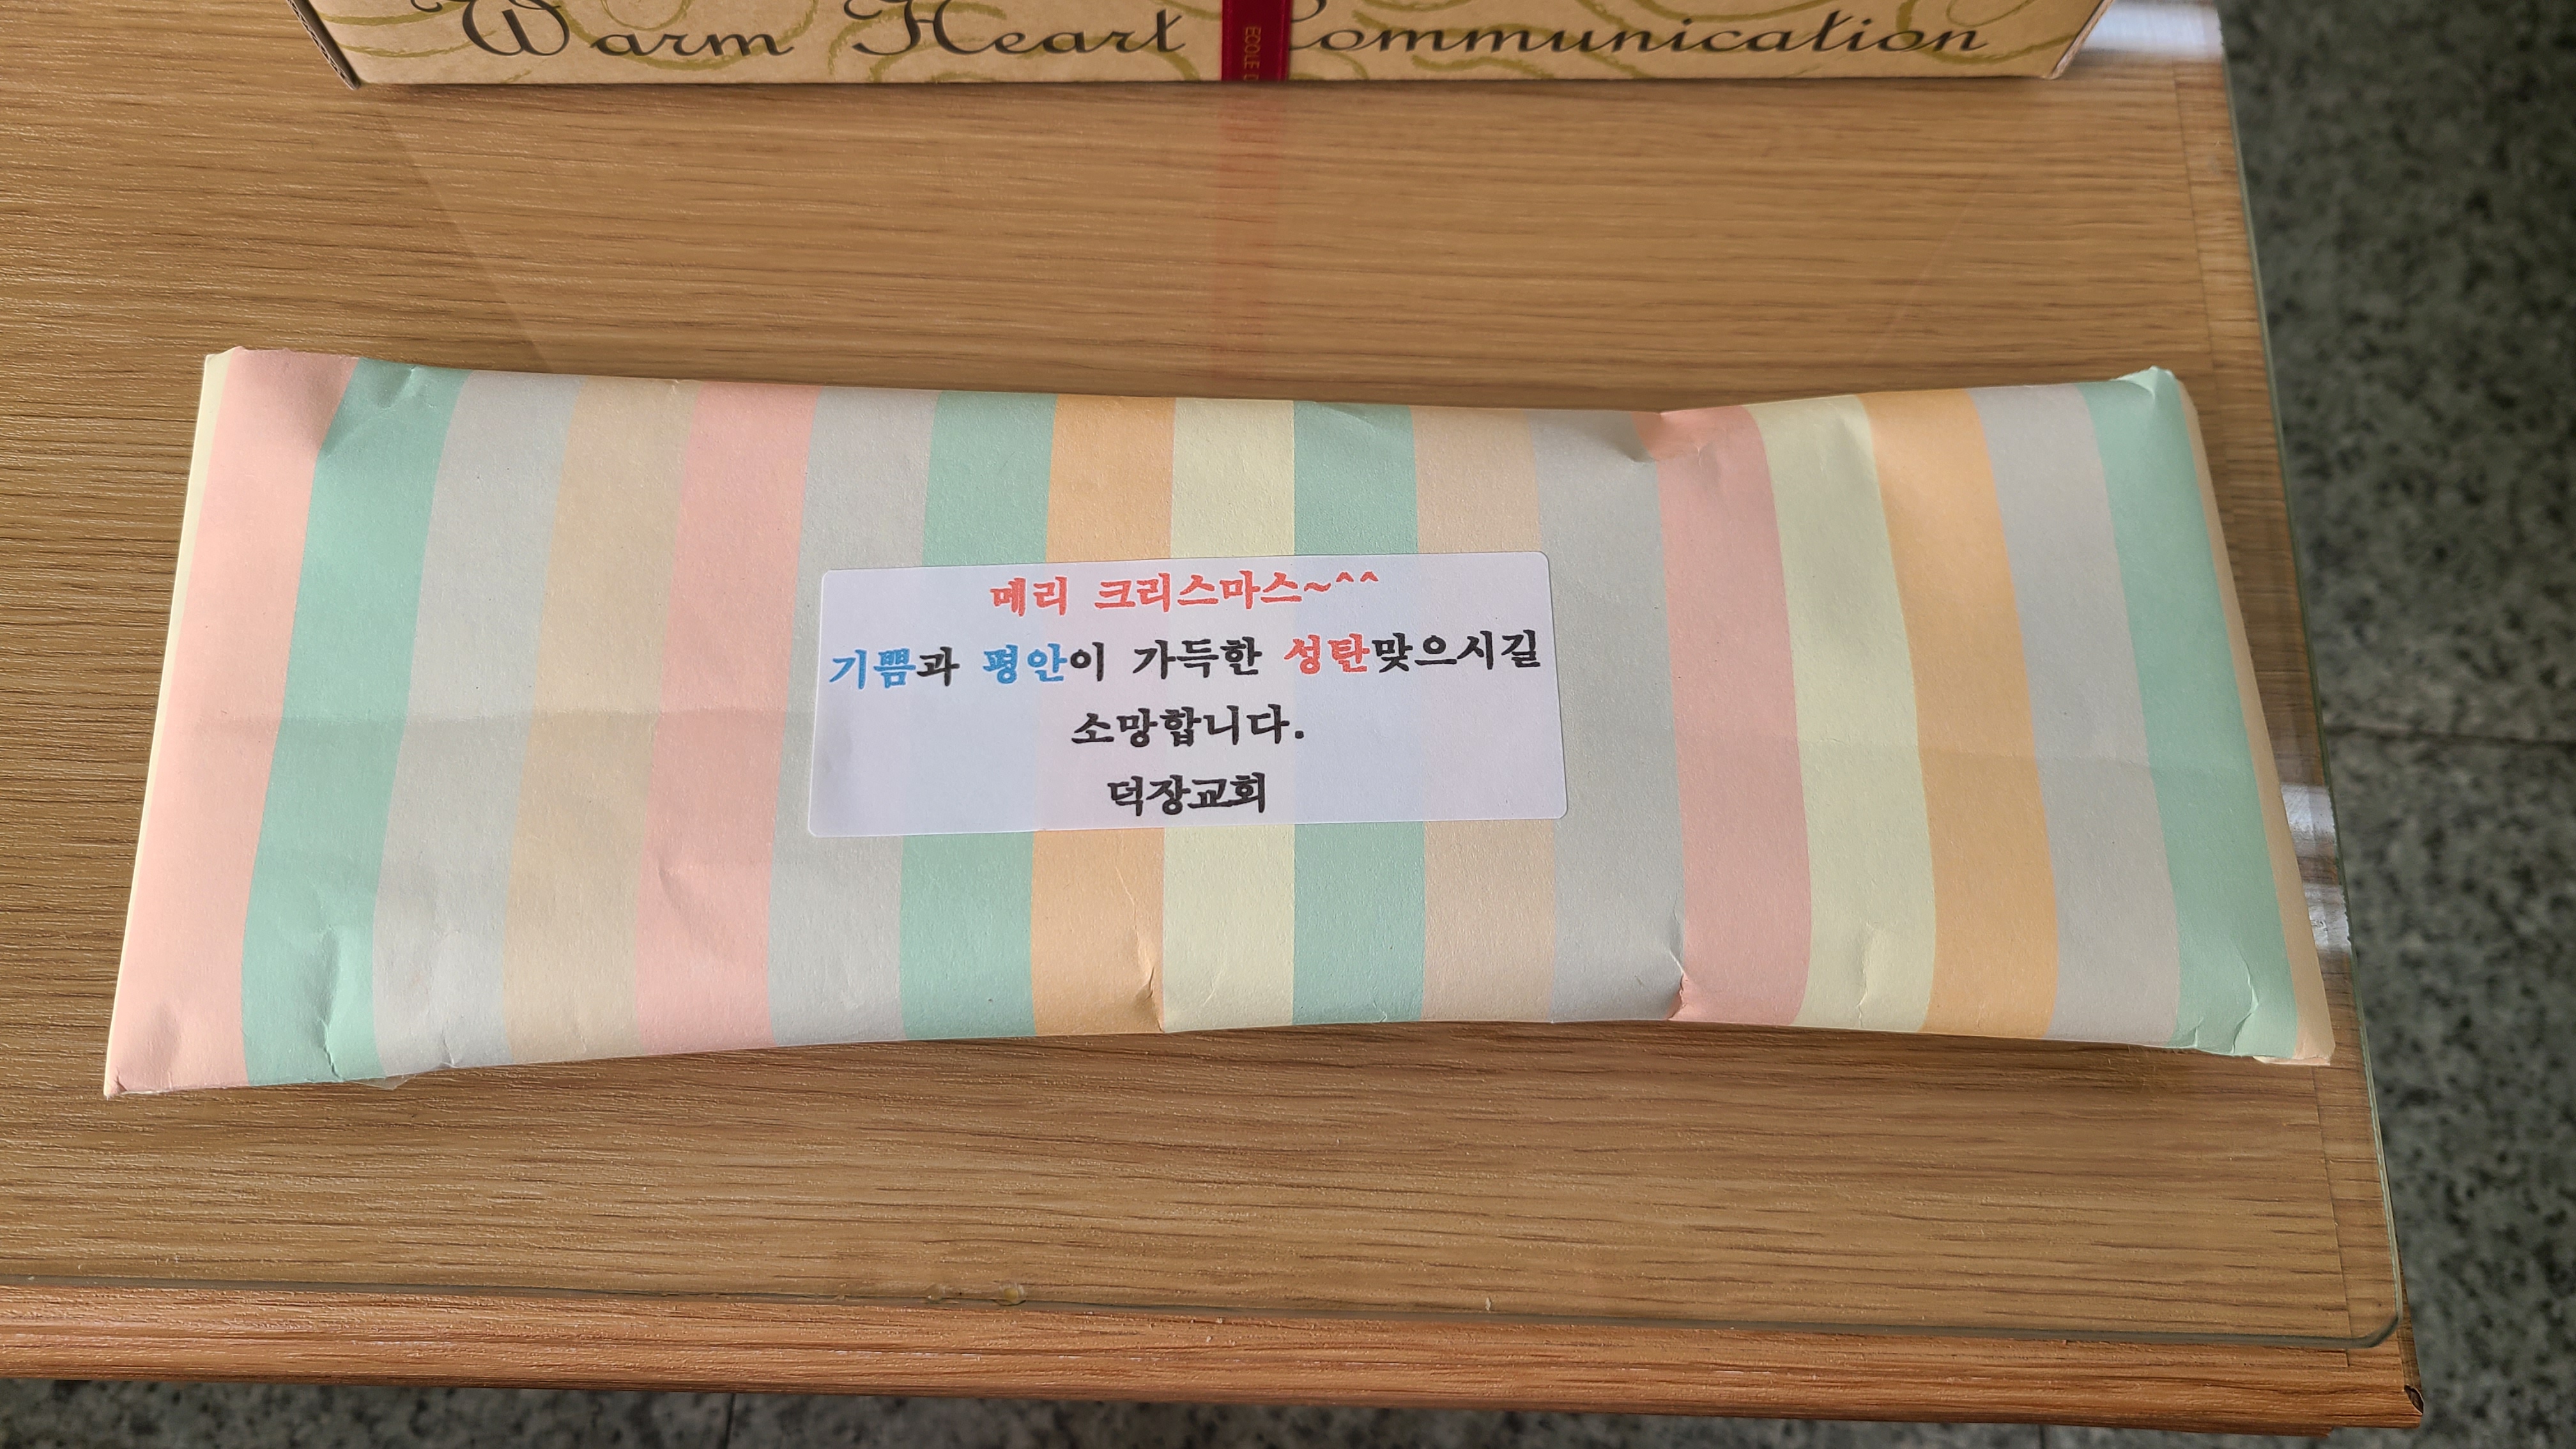 Warm Heart Communication
ECOLE D
메리 크리스마스~^^
기쁨과 평안이 가득한 성탄맞으시길
소망합니다.
덕장교회